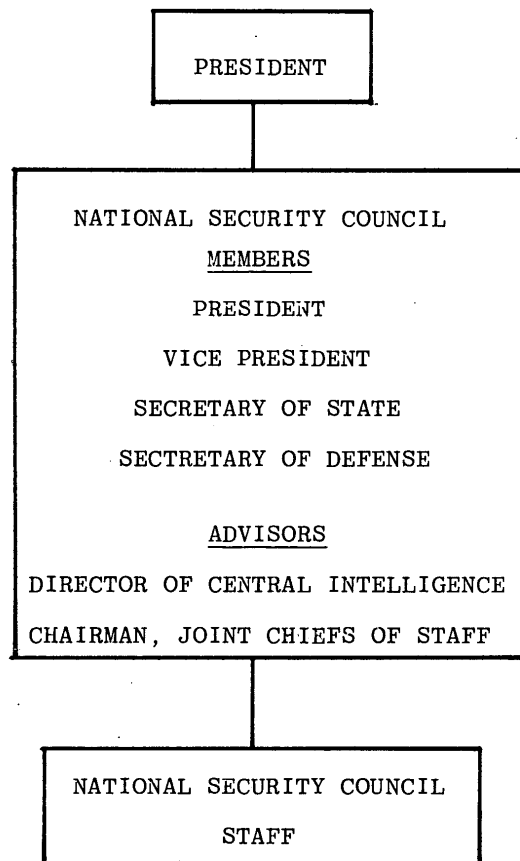 PRESIDENT
NATIONAL SECURITY COUNCIL
MEMBERS
PRESIDENT
VICE PRESIDENT
SECRETARY OF STATE
SECTRETARY OF DEFENSE
ADVISORS
DIRECTOR OF CENTRAL INTELLIGENCE
CHAIRMAN, JOINT CHIEFS OF STAFF
NATIONAL SECURITY COUNCIL
STAFF